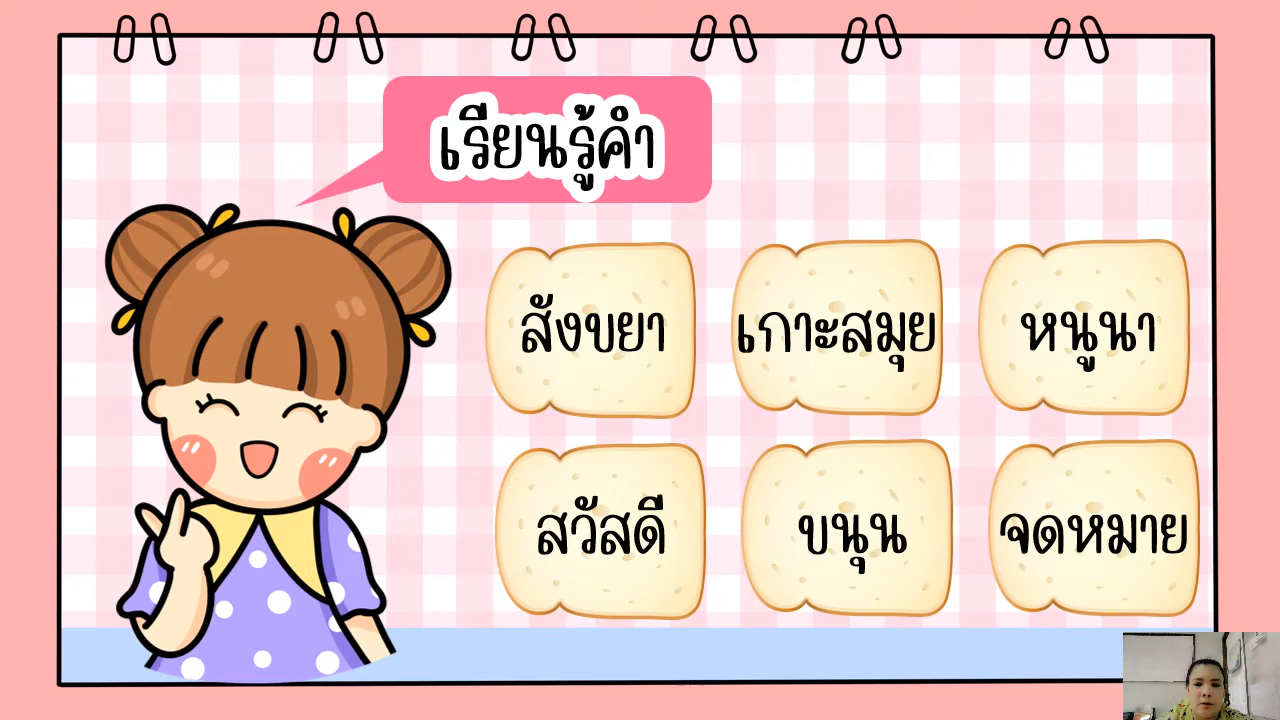 เรียนรู้คำ
สังขยา
เกาะสมุย
หนูนา
สวัสดี
ขนุน
จดหมาย